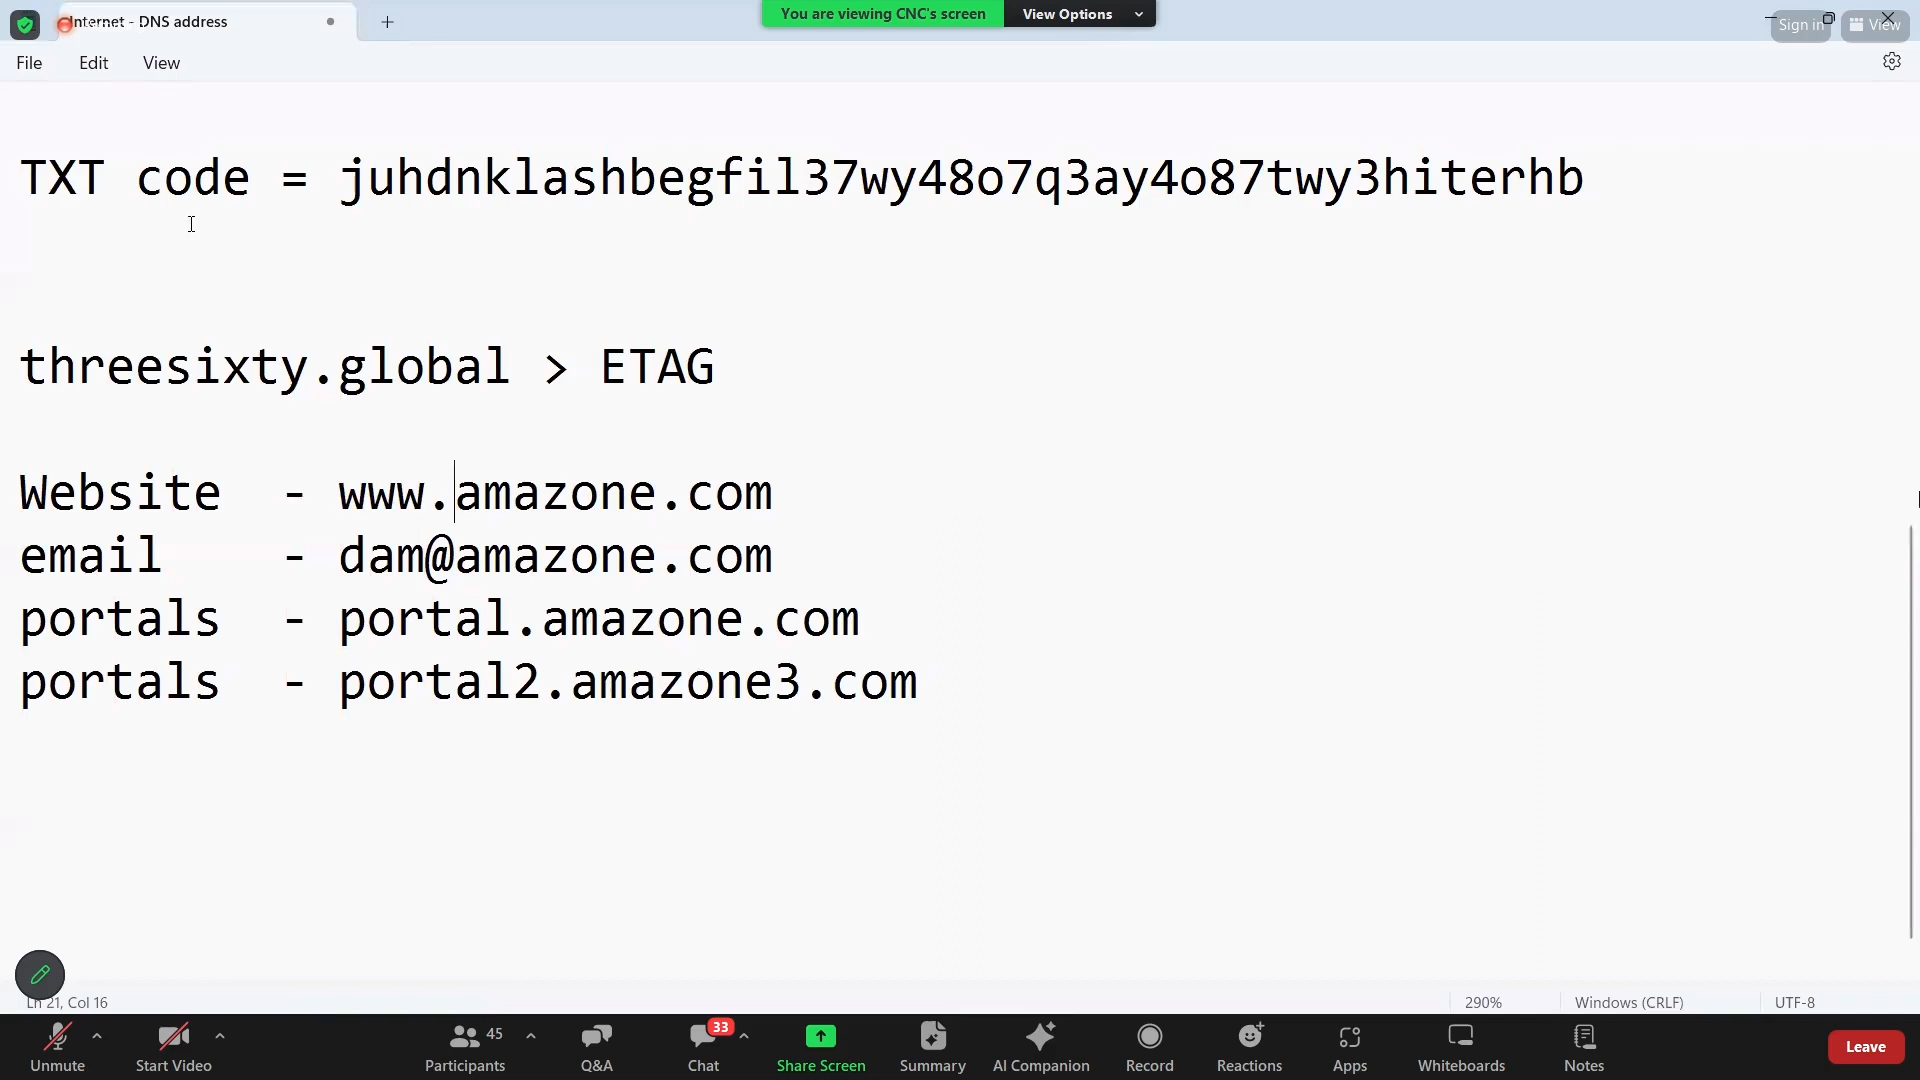 Internet - DNS address
You are viewing CNC's screen
View Options
Sign in
View
File
Edit
View
TXT code = juhdnklashbegfil37wy48o7q3ay4o87twy3hiterhb
threesixty.global > ETAG
Website - www.amazone.com
email - dam@amazone.com
portals - portal.amazone.com
portals - portal2.amazone3.com
Ln 21, Col 16
290%
Windows (CRLF)
UTF-8
Unmute
Start Video
45
Participants
Q&A
33
Chat
Share Screen
Summary
AI Companion
Record
Reactions
Apps
Whiteboards
Notes
Leave